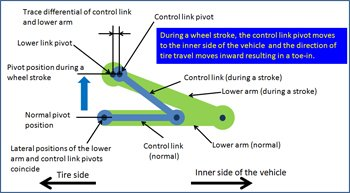 Trace differential of control link
and lower arm
Control link pivot
Lower link pivot
During a wheel stroke, the control pivot moves
to the inner side of the vehicle and the direction of
tire travel moves inward resulting in a toe-in.
Pivot position during a
wheel stroke
Control link (during a stroke)
Lower arm (during a stroke)
Normal pivot
position
Lateral positions of the lower
arm and control link pivots
coincide
Control link
(normal)
Lower arm (normal)
Tire side
Inner side of the vehicle